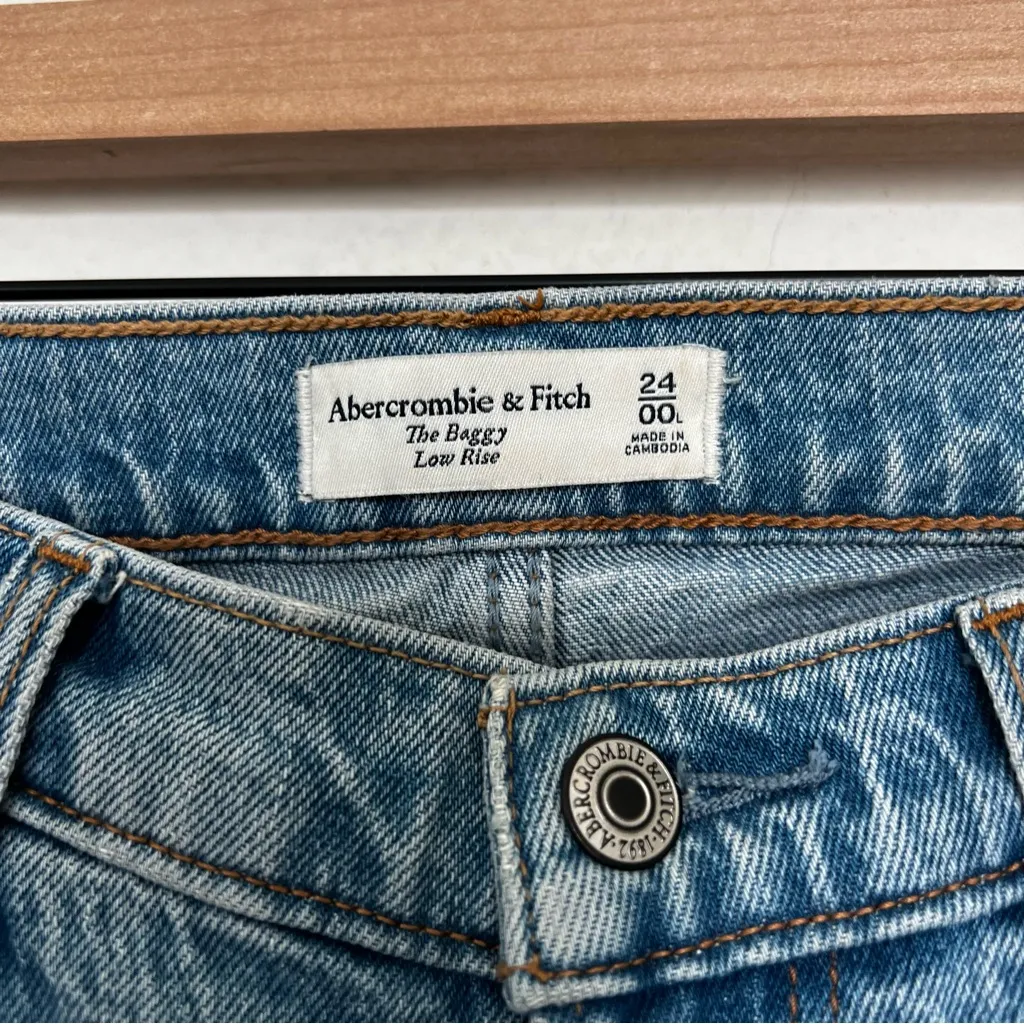 Abercrombie & Fitch
The Baggy
Low Rise
24
00L
MADE IN
CAMBODIA
ABERCROMBIE & FITCH · 1892 ·